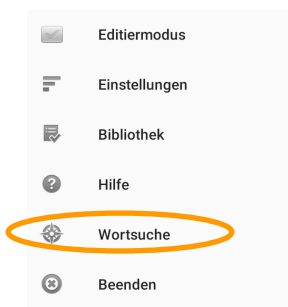 Editiermodus
Einstellungen
Bibliothek
Hilfe
Wortsuche
Beenden